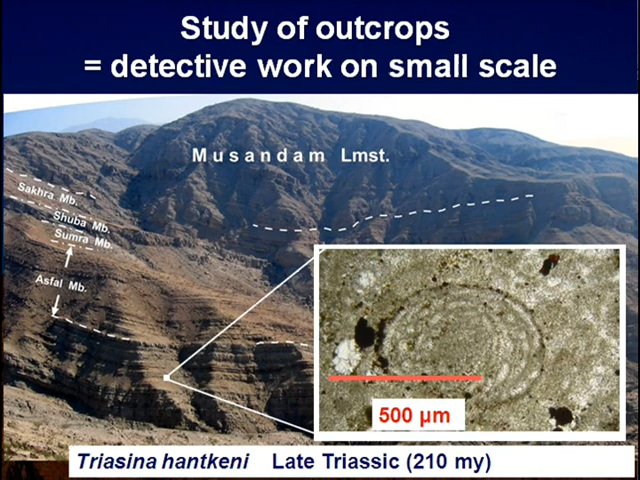 Study of outcrops
= detective work on small scale
Musandam Lmst.
Sakhra Mb.
Shuba Mb.
Sumra Mb.
Asfal Mb.
500 µm
Triasina hantkeni Late Triassic (210 my)